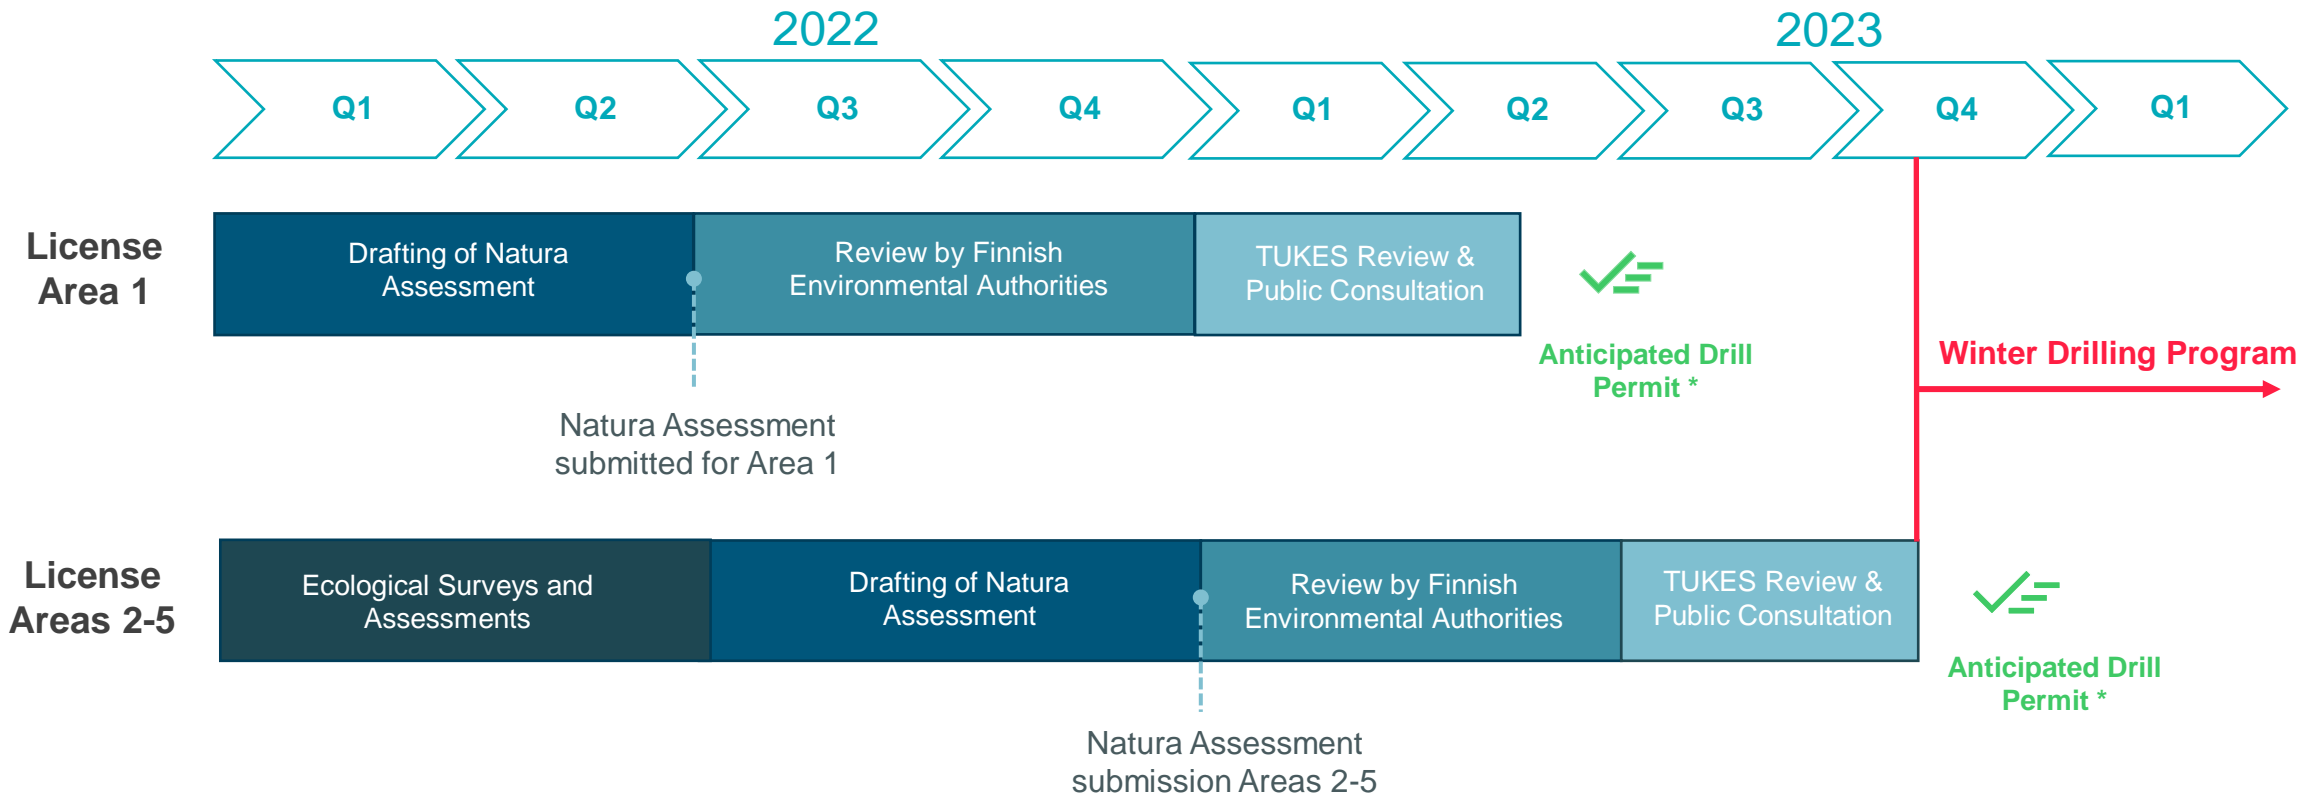 2022
2023
Q1
Q2
Q3
Q4
Q1
Q2
Q3
Q4
Q1
License
Area 1
Drafting of Natura
Assessment
Review by Finnish
Environmental Authorities
TUKES Review &
Public Consultation
Anticipated Drill
Permit *
Winter Drilling Program
Natura Assessment
submitted for Area 1
License
Areas 2-5
Ecological Surveys and
Assessments
Drafting of Natura
Assessment
Review by Finnish
Environmental Authorities
TUKES Review &
Public Consultation
Anticipated Drill
Permit *
Natura Assessment
submission Areas 2-5